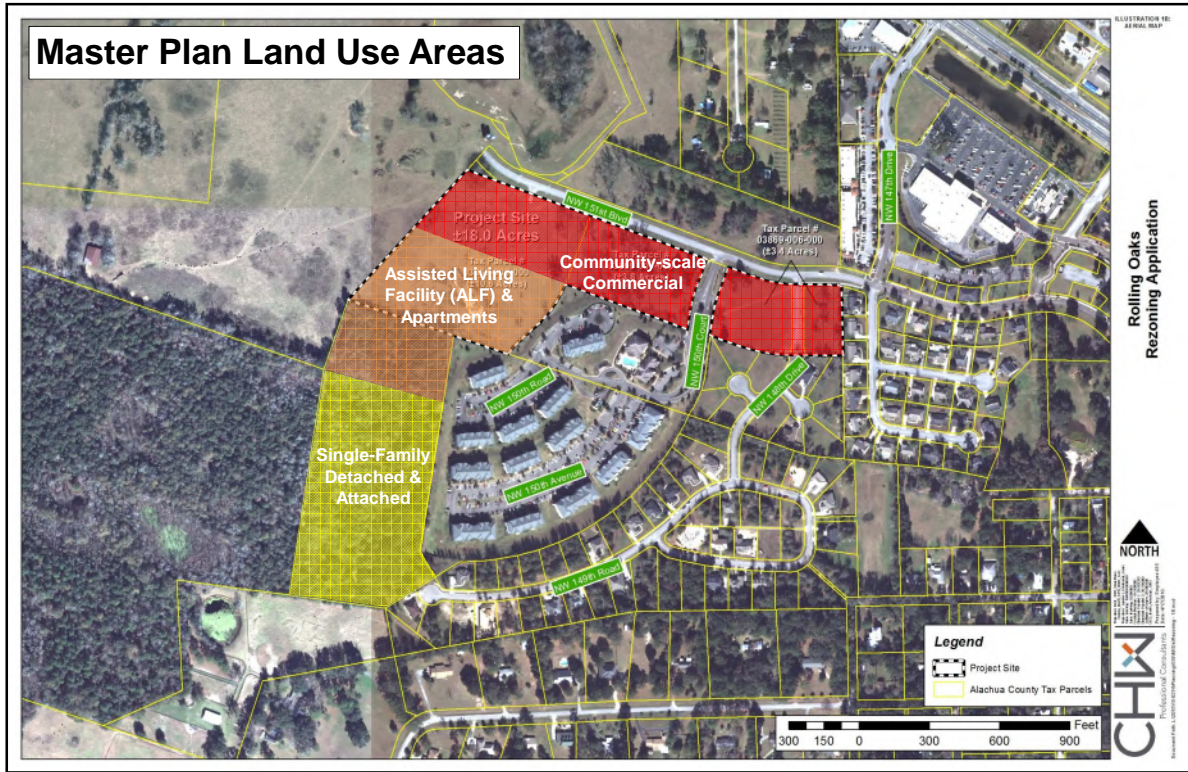 Master Plan Land Use Areas
ILLUSTRATION 1B:
AERIAL MAP
Rolling Oaks
Rezoning Application
NW 151st Blvd
NW 147th Drive
Project Site
±18.0 Acres
Tax Parcel #
03869-006-000
(±3.4 Acres)
Community-scale
Commercial
Assisted Living
Facility (ALF) &
Apartments
NW 150th Court
NW 148th Drive
NW 150th Road
NW 150th Avenue
Single-Family
Detached &
Attached
NW 149th Road
NORTH
Legend
Project Site
Alachua County Tax Parcels
Feet
300 150 0 300 600 900
CHW
Professional Consultants